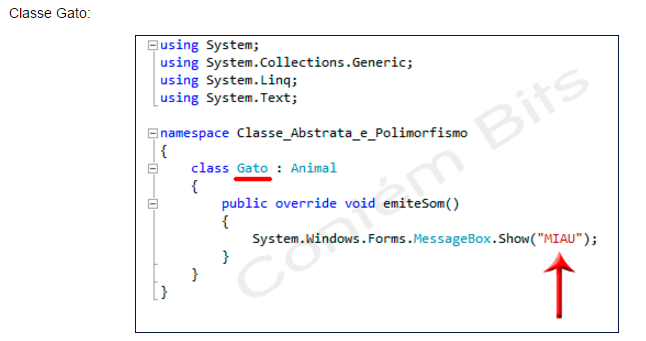 Classe Gato:
using System;
using System.Collections.Generic;
using System.Linq;
using System.Text;
namespace Classe_Abstrata_e_Polimorfismo
{
class Gato : Animal
{
public override void emiteSom()
{
System.Windows.Forms.MessageBox.Show("MIAU");
}
}
}
Contém Bits